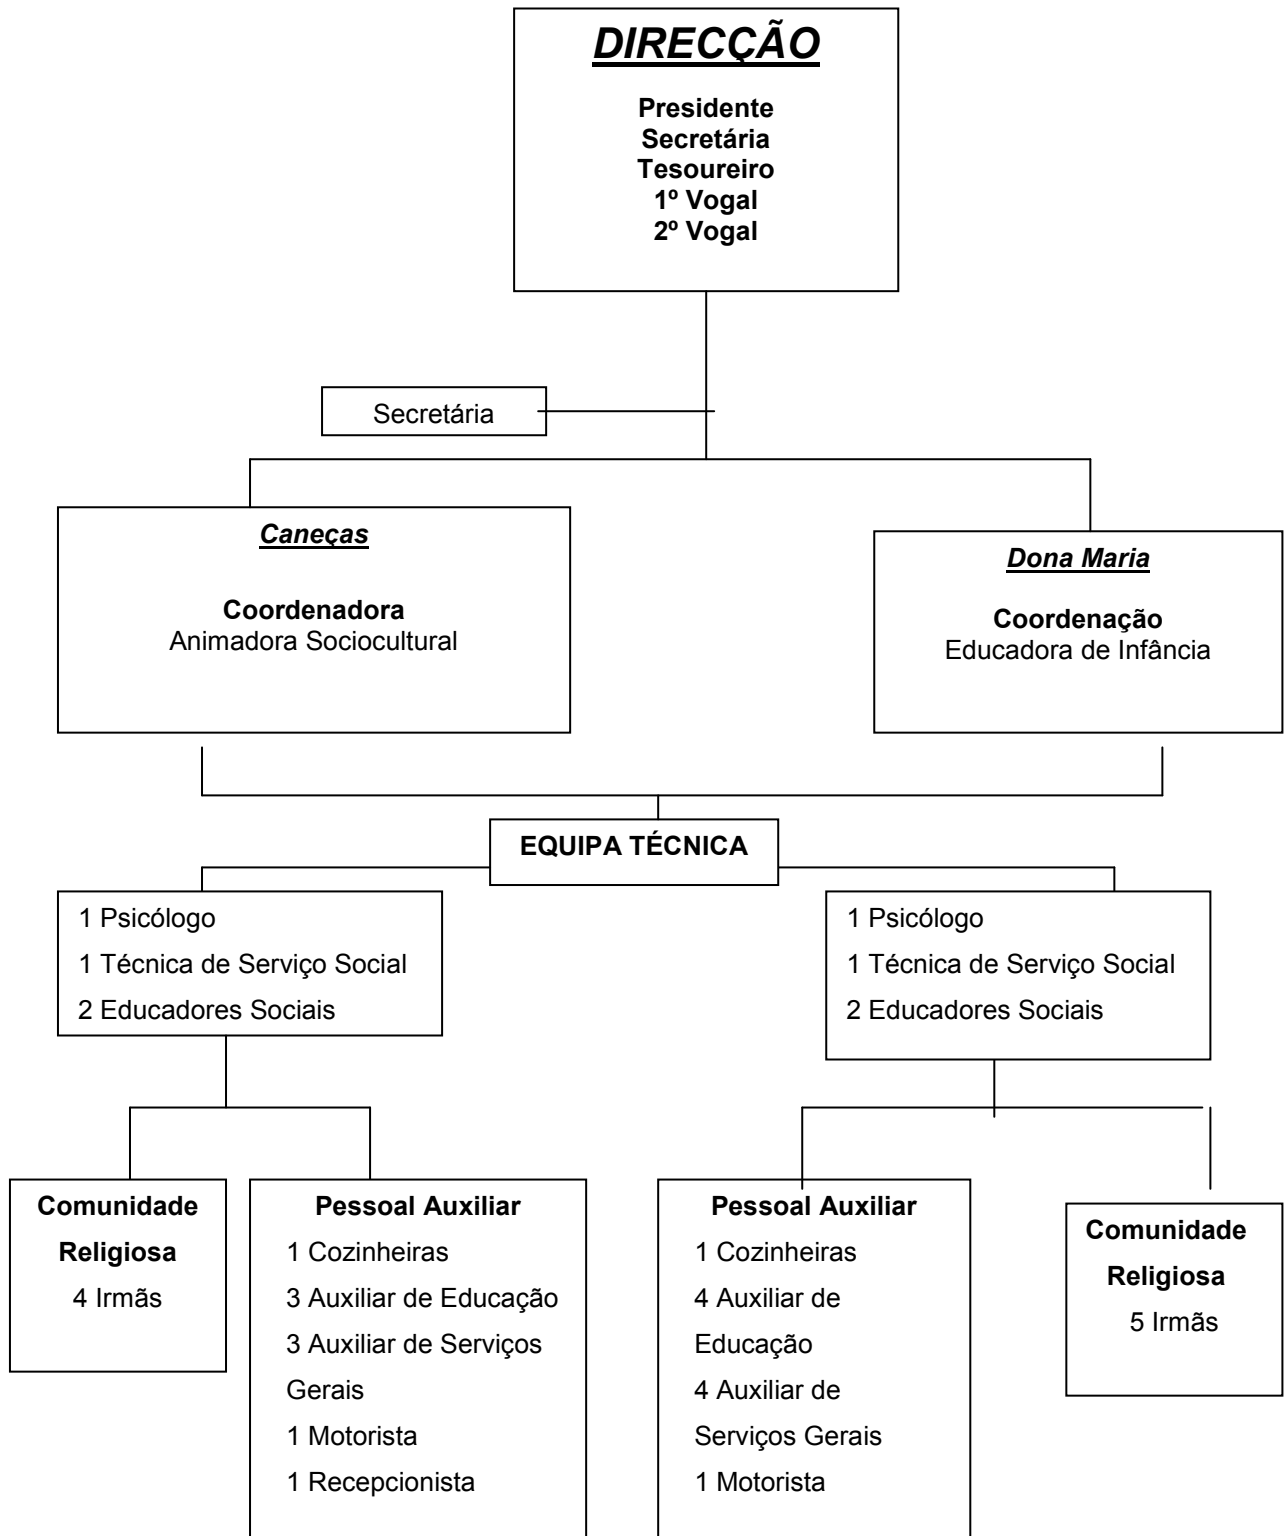 DIRECÇÃO
Presidente
Secretária
Tesoureiro
1º Vogal
2º Vogal
Secretária
Caneças
Coordenadora
Animadora Sociocultural
Dona Maria
Coordenação
Educadora de Infância
EQUIPA TÉCNICA
1 Psicólogo
1 Técnica de Serviço Social
2 Educadores Sociais
1 Psicólogo
1 Técnica de Serviço Social
2 Educadores Sociais
Comunidade
Religiosa
4 Irmãs
Pessoal Auxiliar
1 Cozinheiras
3 Auxiliar de Educação
3 Auxiliar de Serviços
Gerais
1 Motorista
1 Recepcionista
Pessoal Auxiliar
1 Cozinheiras
4 Auxiliar de
Educação
4 Auxiliar de
Serviços Gerais
1 Motorista
Comunidade
Religiosa
5 Irmãs